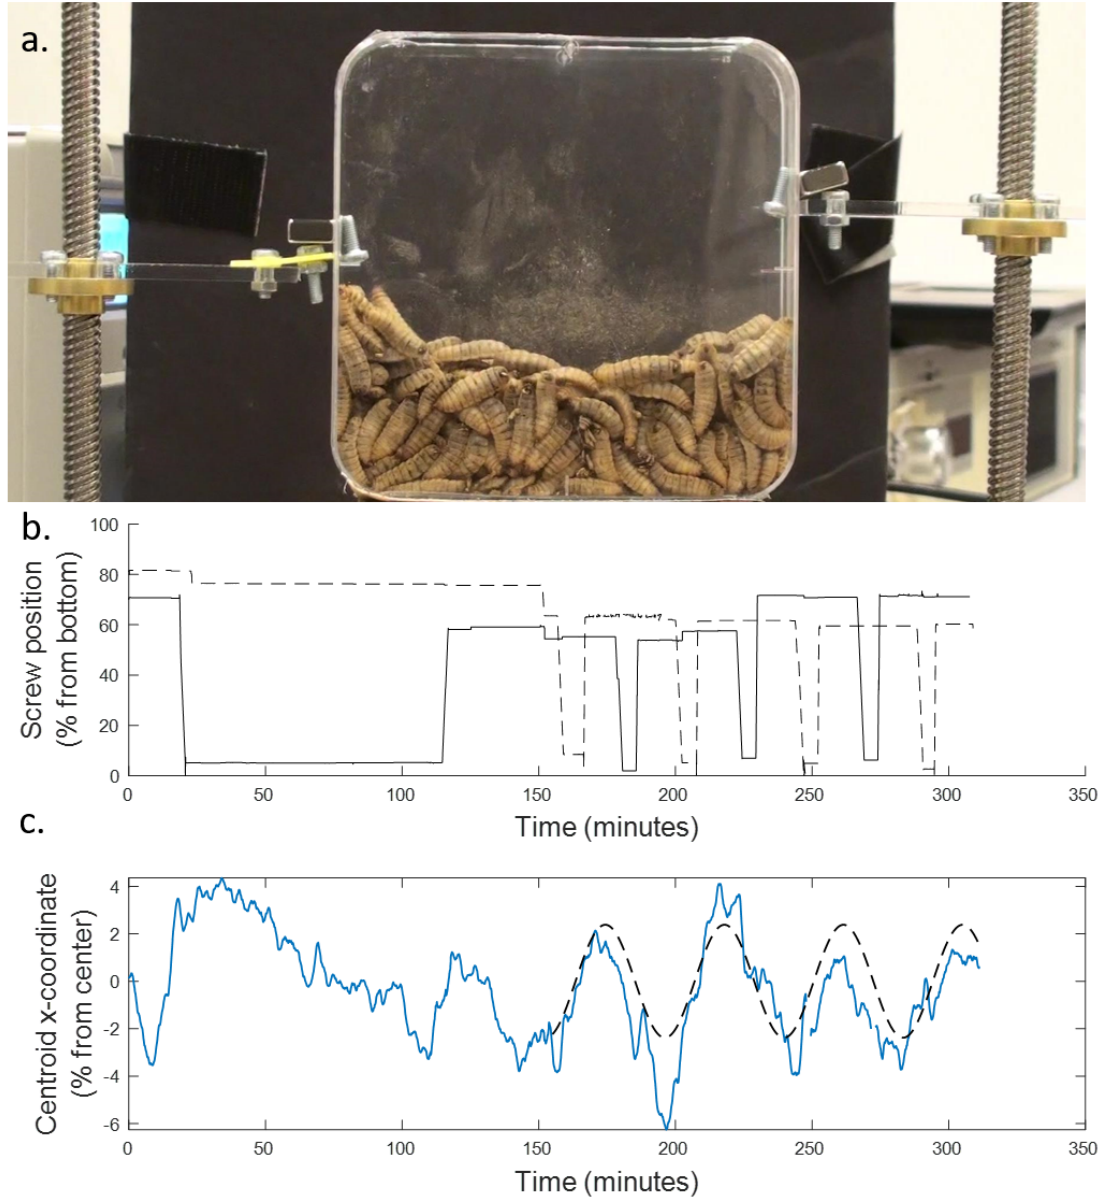 a.
b.
Screw position
(% from bottom)
100
80
60
40
20
0
0 50 100 150 200 250 300 350
Time (minutes)
c.
Centroid x-coordinate
(% from center)
4
2
0
-2
-4
-6
0 50 100 150 200 250 300 350
Time (minutes)